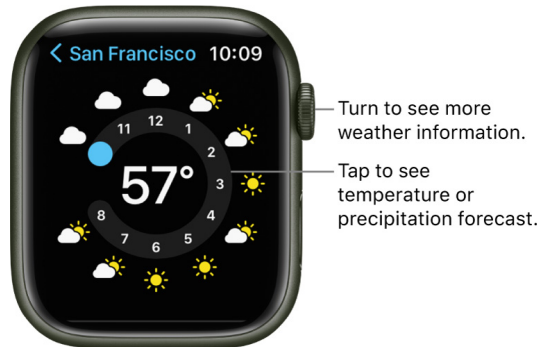 San Francisco 10:09
12
11
1
2
57°
3
4
8
7
6
5
Turn to see more
weather information.
Tap to see
temperature or
precipitation forecast.